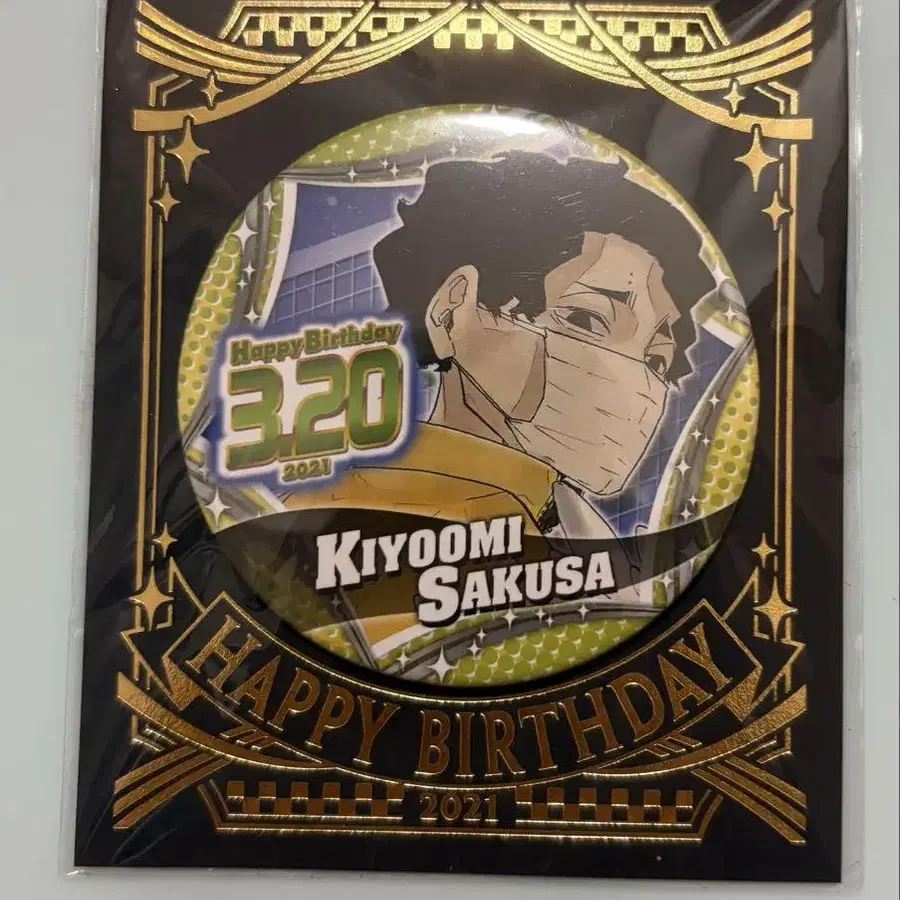 Happy Birthday
3.20
2021
KIYOOMI
SAKUSA
HAPPY BIRTHDAY
2021